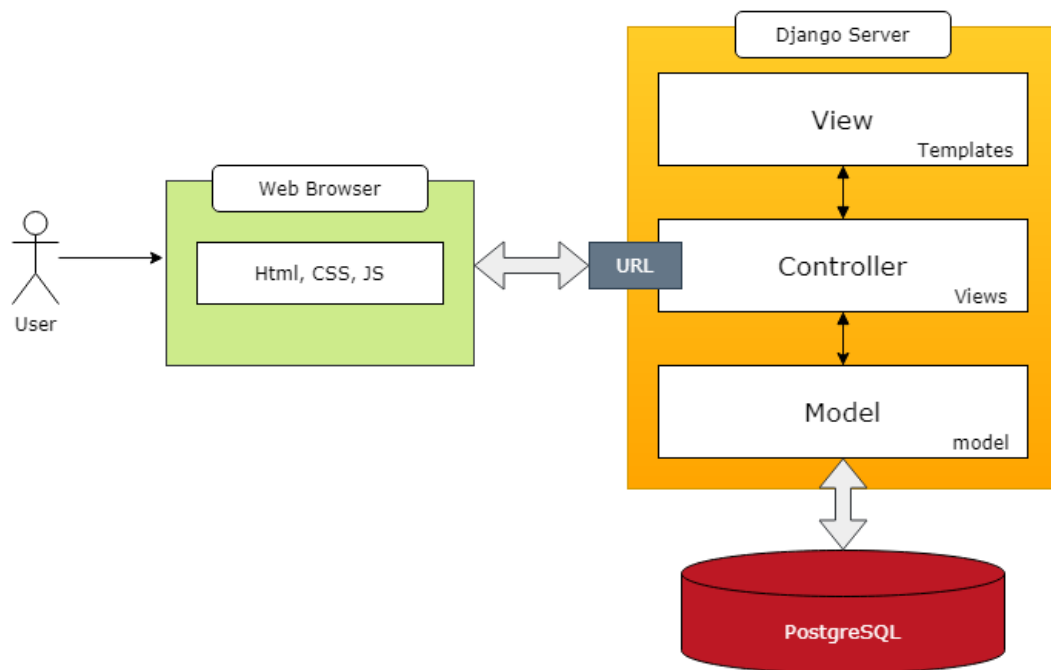 Django Server
View
Templates
Web Browser
Html, CSS, JS
User
URL
Controller
Views
Model
model
PostgreSQL